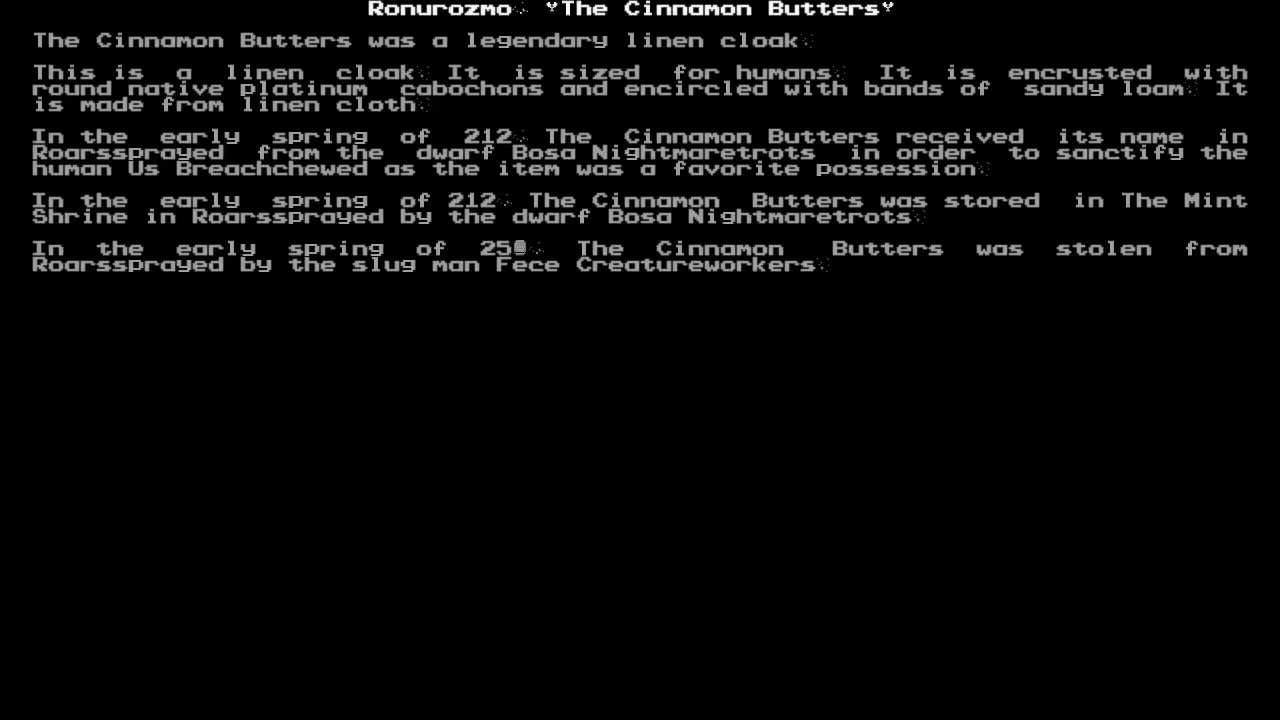 Ronurozmo, "The Cinnamon Butters"
The Cinnamon Butters was a legendary linen cloak.
This is a linen cloak. It is sized for humans. It is encrusted with
round native platinum cabochons and encircled with bands of sandy loam. It
is made from linen cloth.
In the early spring of 212, The Cinnamon Butters received its name in
Roarssprayed from the dwarf Bosa Nightmaretrots in order to sanctify the
human Us Breachchewed as the item was a favorite possession.
In the early spring of 212, The Cinnamon Butters was stored in The Mint
Shrine in Roarssprayed by the dwarf Bosa Nightmaretrots.
In the early spring of 250, The Cinnamon Butters was stolen from
Roarssprayed by the slug man Fece Creatureworkers.